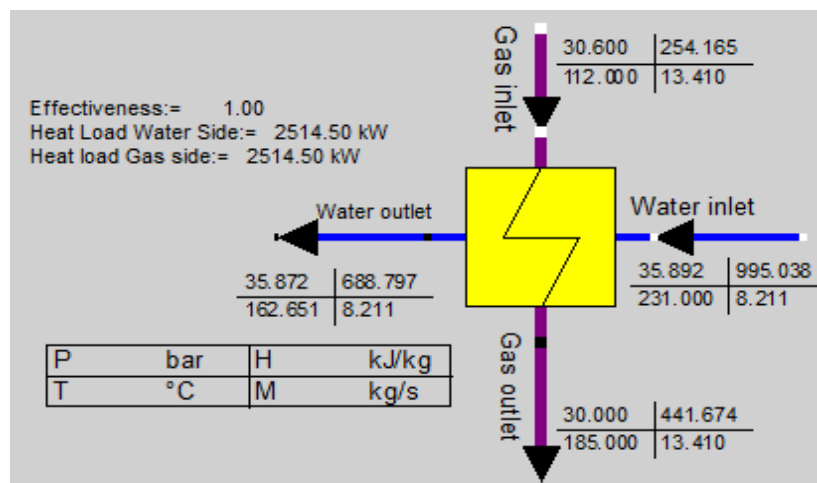 Gas inlet
30.600 254.165
112.000 13.410
Effectiveness:= 1.00
Heat Load Water Side:= 2514.50 kW
Heat load Gas side:= 2514.50 kW
Water outlet
Water inlet
35.872 688.797
162.651 8.211
35.892 995.038
231.000 8.211
P bar H kJ/kg
T °C M kg/s
Gas outlet
30.000 441.674
185.000 13.410